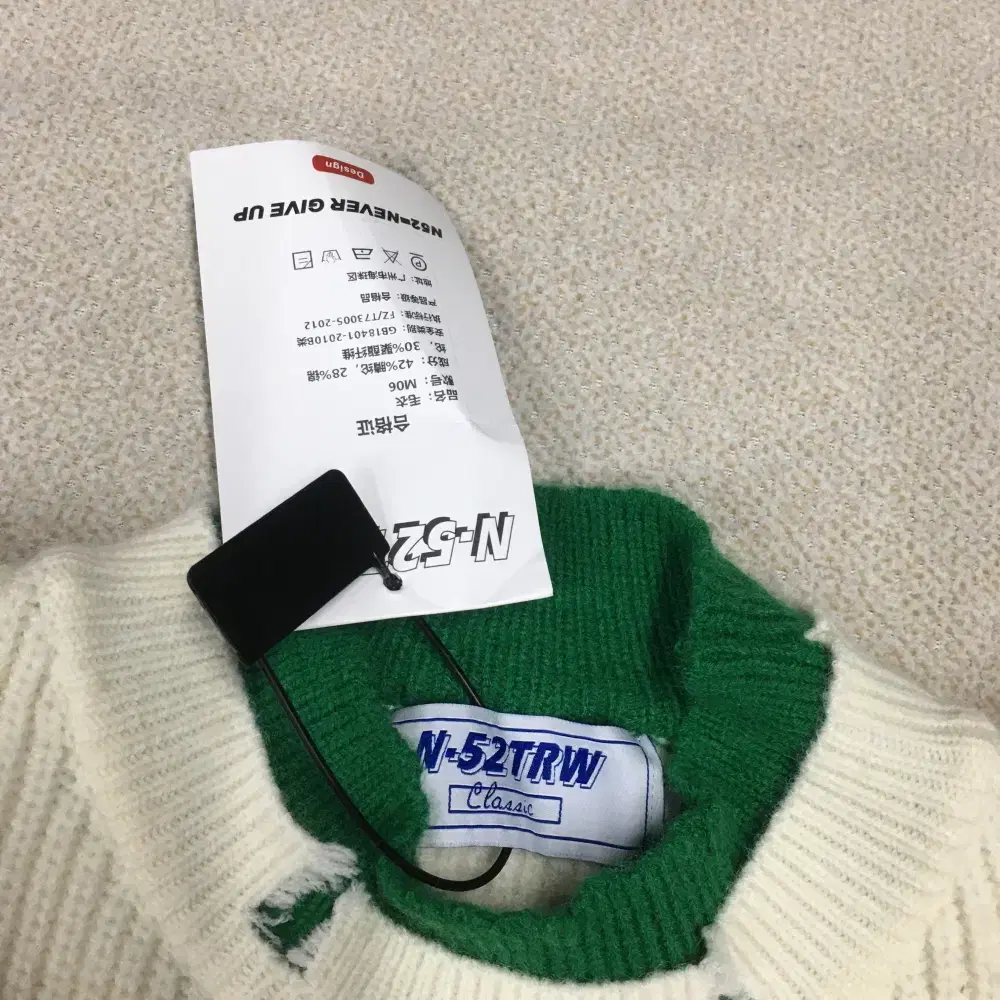 N-52
合格证
品名：毛衣
款号：M06
成分：42%腈纶，28%锦
纶，30%聚酯纤维
安全类别：GB18401-2010B类
执行标准：FZ/T73005-2012
产品等级：合格品
地址：广州市海珠区
P
N52=NEVER GIVE UP
Design
N-52TRW
Classic